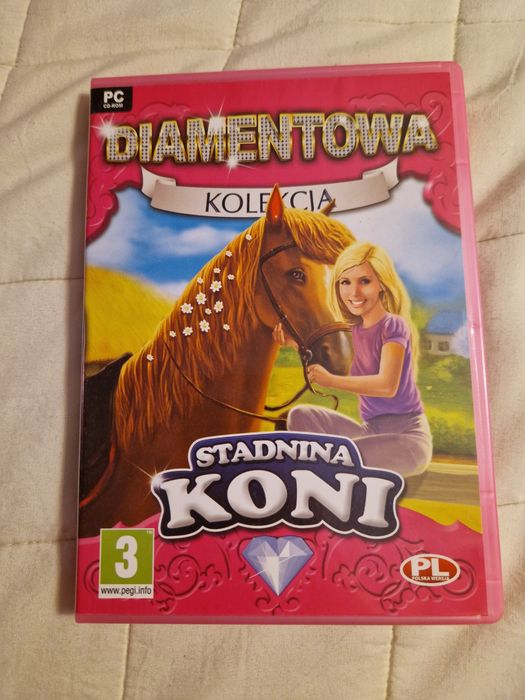 PC
CD-ROM
DIAMENTOWA
KOLEKCJA
STADNINA
KONI
3
www.pegi.info
PL
POLSKA WERSJA